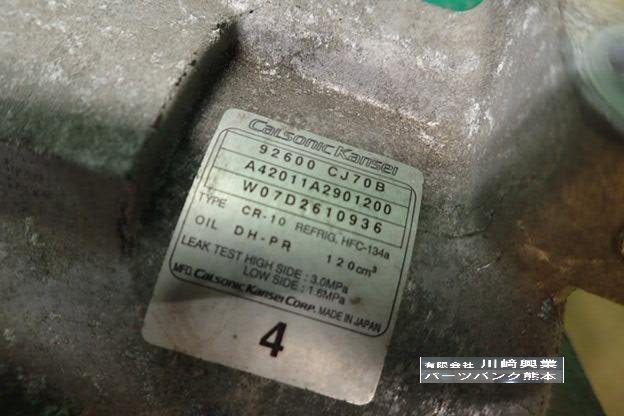 Calsonic Kansei
92600 CJ70B
A42011A2901200
W07D2610936
TYPE CR-10 REFRIG. HFC-134a
OIL DH-PR 120cm³
LEAK TEST HIGH SIDE : 3.0MPa
LOW SIDE : 1.6MPa
MFD. Calsonic Kansei Corp. MADE IN JAPAN
4
有限会社 川崎興業
パーツバンク熊本